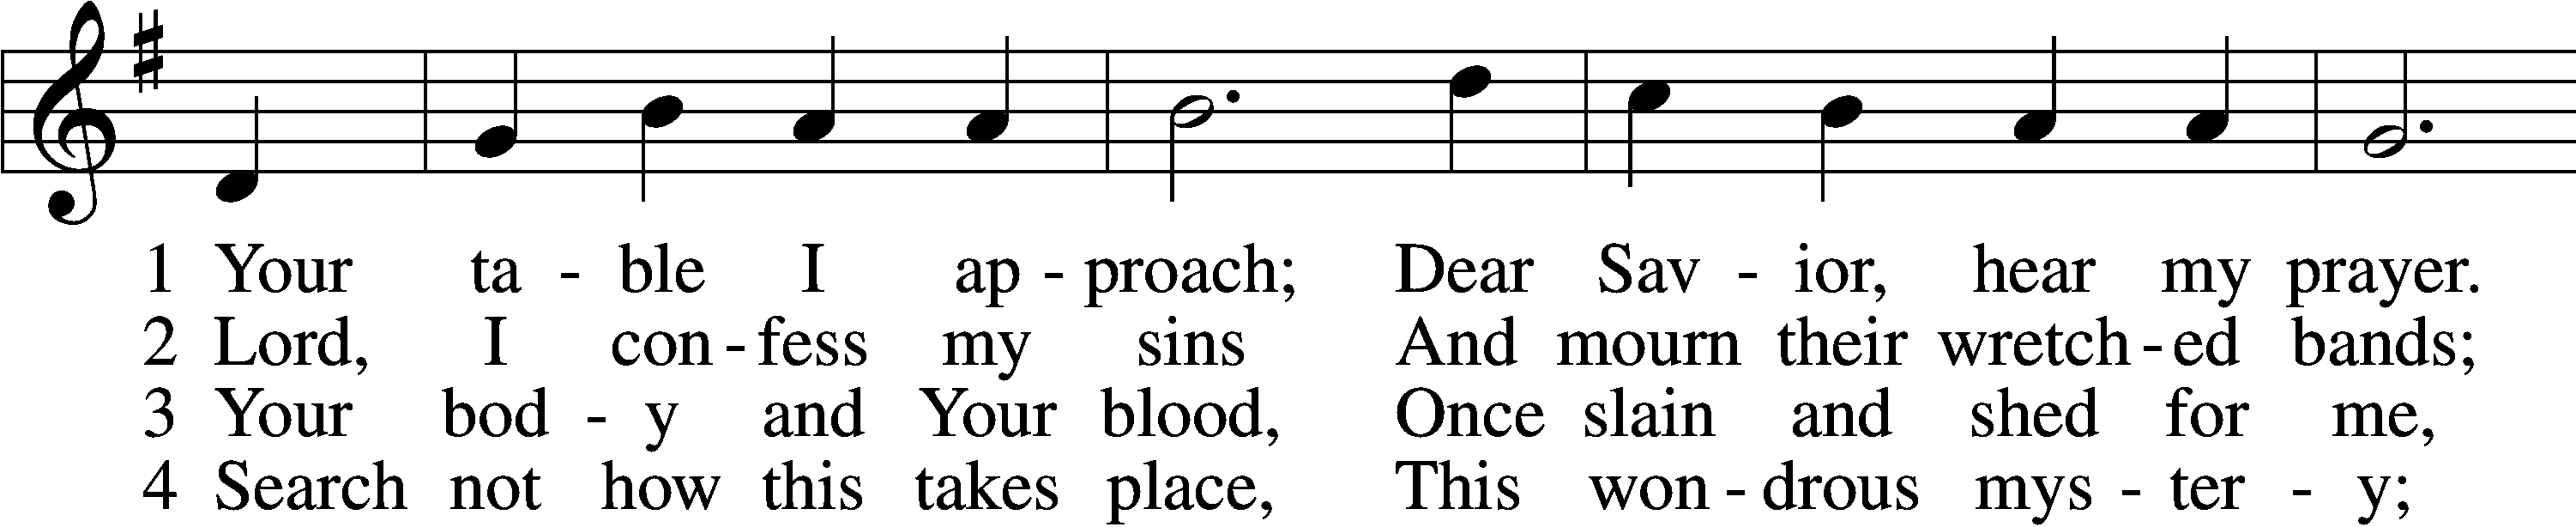 1 Your ta - ble I ap - proach; Dear Sav - ior, hear my prayer.
2 Lord, I con - fess my sins And mourn their wretch - ed bands;
3 Your bod - y and Your blood, Once slain and shed for me,
4 Search not how this takes place, This won - drous mys - ter - y;